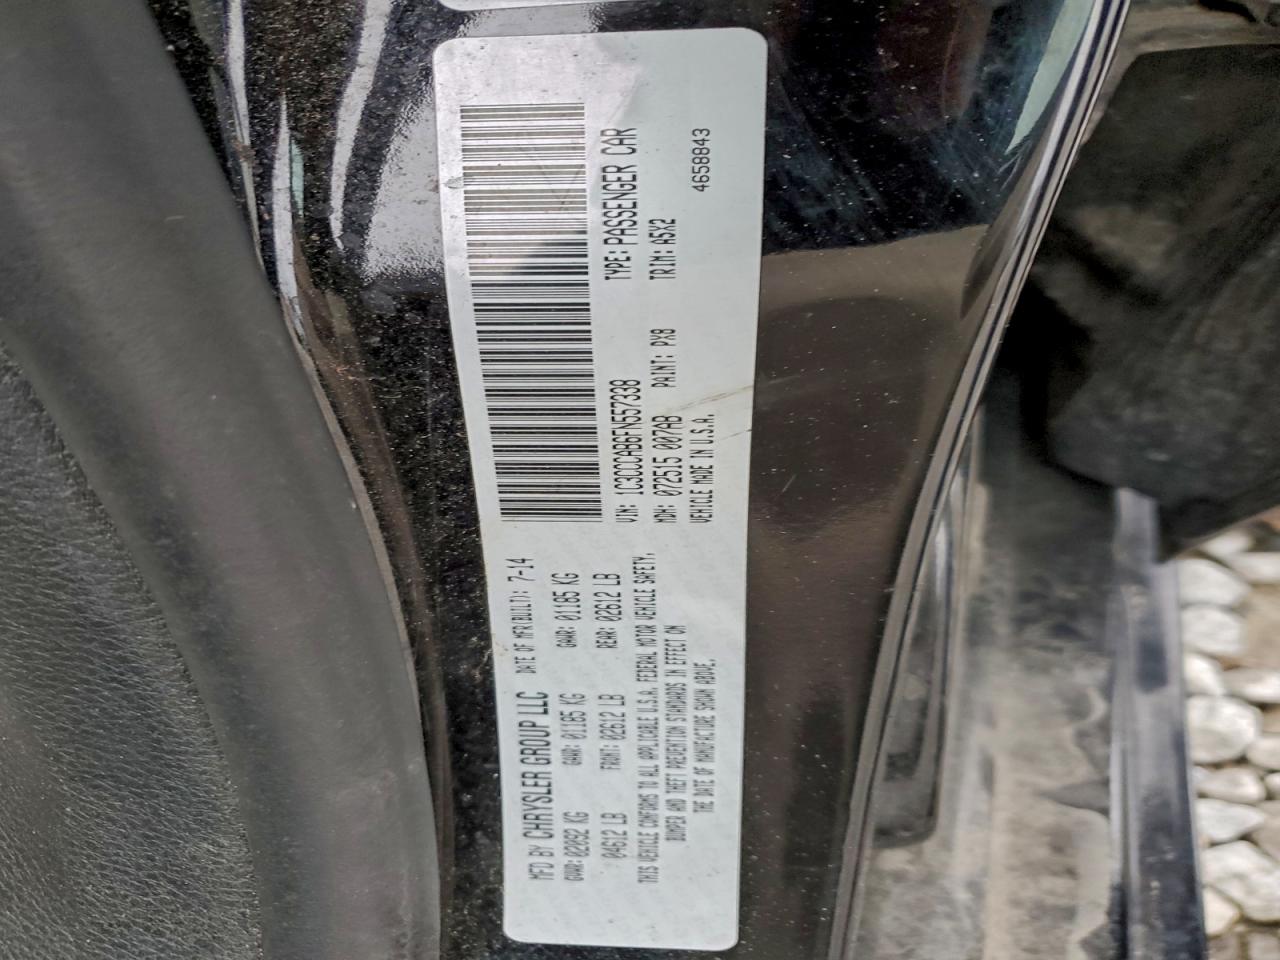 MFD BY CHRYSLER GROUP LLC DATE OF MFR(BUILT): 7-14
GVWR: 02092 KG GAWR: 01185 KG GAWR: 01185 KG
04612 LB FRONT: 02612 LB REAR: 02612 LB
THIS VEHICLE CONFORMS TO ALL APPLICABLE U.S.A. FEDERAL MOTOR VEHICLE SAFETY,
BUMPER AND THEFT PREVENTION STANDARDS IN EFFECT ON
THE DATE OF MANUFACTURE SHOWN ABOVE.
VIN: 1C3CCCAB6FN557338 TYPE: PASSENGER CAR
MDH: 072515 007AB PAINT: PX8 TRIM: A5X2
VEHICLE MADE IN U.S.A. 4658843